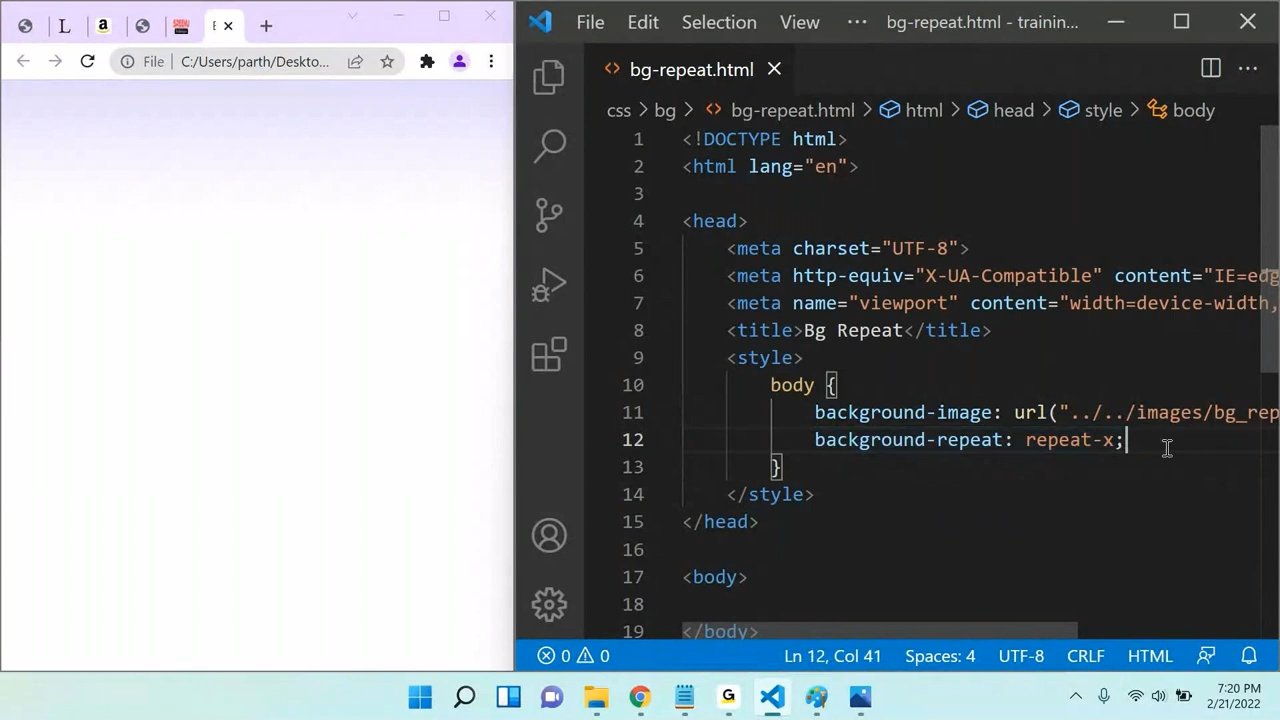 File
C:/Users/parth/Deskto...
File Edit Selection View ··· bg-repeat.html - training...
bg-repeat.html
css > bg > bg-repeat.html > html > head > style > body
1 <!DOCTYPE html>
2 <html lang="en">
3
4 <head>
5 <meta charset="UTF-8">
6 <meta http-equiv="X-UA-Compatible" content="IE=edg
7 <meta name="viewport" content="width=device-width,
8 <title>Bg Repeat</title>
9 <style>
10 body {
11 background-image: url("../../images/bg_rep
12 background-repeat: repeat-x;
13 }
14 </style>
15 </head>
16
17 <body>
18
19 </body>
0 0 Ln 12, Col 41 Spaces: 4 UTF-8 CRLF HTML
7:20 PM
2/21/2022